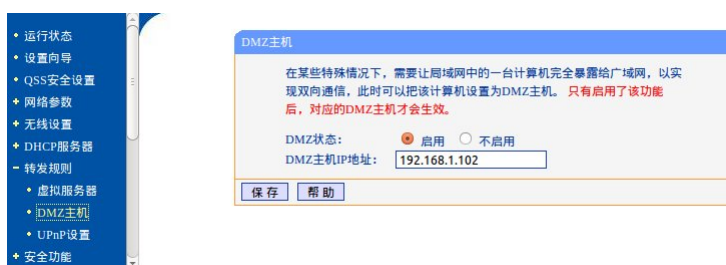 运行状态
设置向导
QSS安全设置
网络参数
无线设置
DHCP服务器
转发规则
虚拟服务器
DMZ主机
UPnP设置
安全功能
DMZ主机
在某些特殊情况下，需要让局域网中的一台计算机完全暴露给广域网，以实
现双向通信，此时可以把该计算机设置为DMZ主机。 只有启用了该功能
后，对应的DMZ主机才会生效。
DMZ状态： 启用 不启用
DMZ主机IP地址： 192.168.1.102
保 存 帮 助